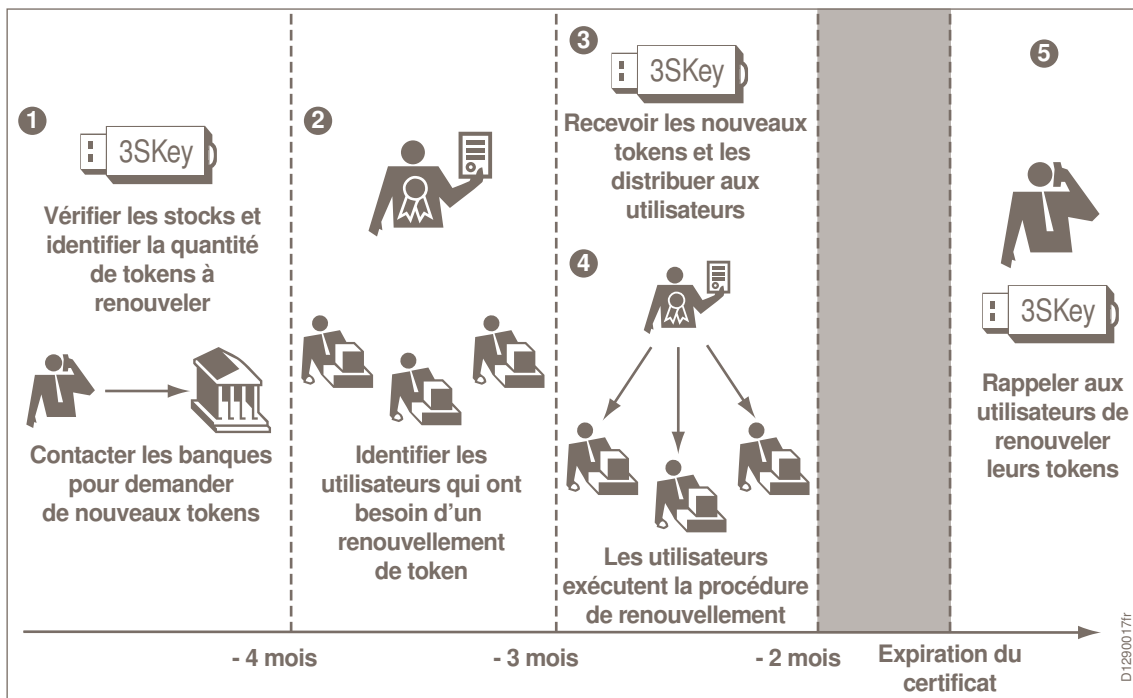 1
3SKey
Vérifier les stocks et
identifier la quantité
de tokens à
renouveler
Contacter les banques
pour demander
de nouveaux tokens
2
Identifier les
utilisateurs qui ont
besoin d'un
renouvellement
de token
3
3SKey
Recevoir les nouveaux
tokens et les
distribuer aux
utilisateurs
4
Les utilisateurs
exécutent la procédure
de renouvellement
5
3SKey
Rappeler aux
utilisateurs de
renouveler
leurs tokens
- 4 mois
- 3 mois
- 2 mois
Expiration du
certificat
D1290017fr